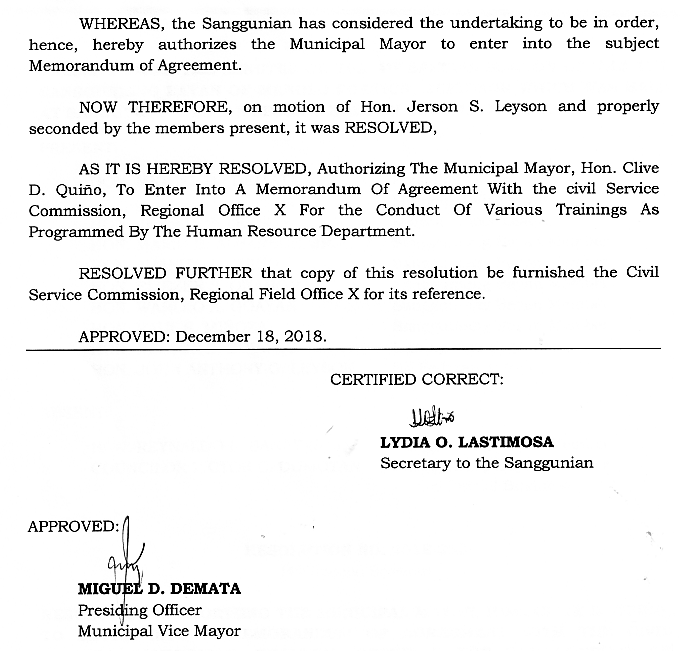 WHEREAS, the Sanggunian has considered the undertaking to be in order,
hence, hereby authorizes the Municipal Mayor to enter into the subject
Memorandum of Agreement.
NOW THEREFORE, on motion of Hon. Jerson S. Leyson and properly
seconded by the members present, it was RESOLVED,
AS IT IS HEREBY RESOLVED, Authorizing The Municipal Mayor, Hon. Clive
D. Quiño, To Enter Into A Memorandum Of Agreement With the civil Service
Commission, Regional Office X For the Conduct Of Various Trainings As
Programmed By The Human Resource Department.
RESOLVED FURTHER that copy of this resolution be furnished the Civil
Service Commission, Regional Field Office X for its reference.
APPROVED: December 18, 2018.
CERTIFIED CORRECT:
LYDIA O. LASTIMOSA
Secretary to the Sanggunian
APPROVED:
MIGUEL D. DEMATA
Presiding Officer
Municipal Vice Mayor